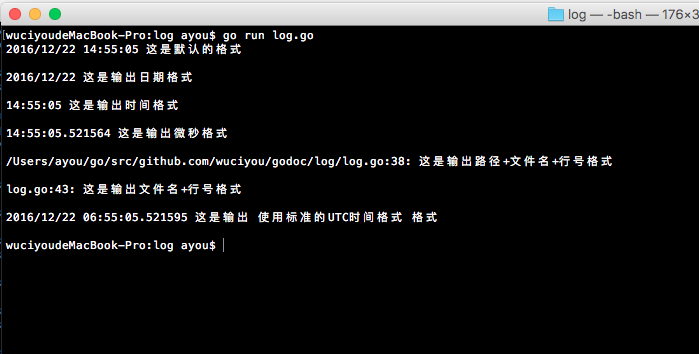 log — -bash — 176×3
wuciyoudeMacBook-Pro:log ayou$ go run log.go
2016/12/22 14:55:05 这是默认的格式
2016/12/22 这是输出日期格式
14:55:05 这是输出时间格式
14:55:05.521564 这是输出微秒格式
/Users/ayou/go/src/github.com/wuciyou/godoc/log/log.go:38: 这是输出路径+文件名+行号格式
log.go:43: 这是输出文件名+行号格式
2016/12/22 06:55:05.521595 这是输出 使用标准的UTC时间格式 格式
wuciyoudeMacBook-Pro:log ayou$